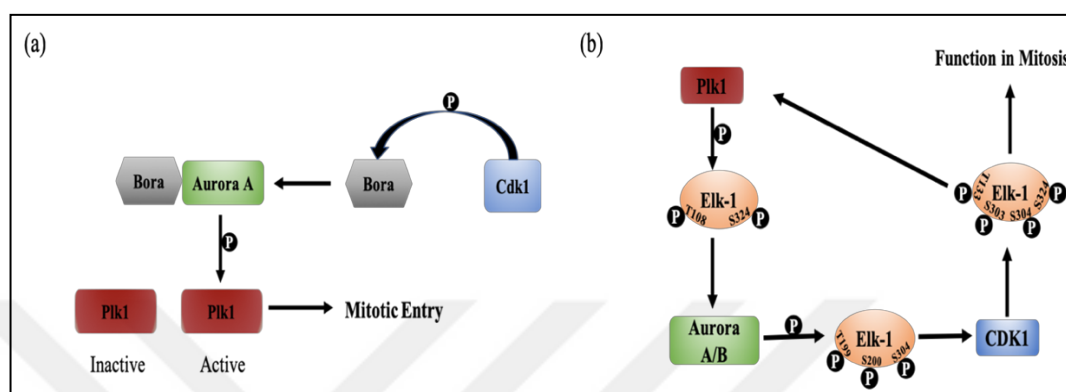 (a)
P
Bora
Aurora A
Bora
Cdk1
P
Plk1
Plk1
Mitotic Entry
Inactive
Active
(b)
Function in Mitosis
Plk1
P
Elk-1
T108
S324
P
P
Aurora
A/B
P
Elk-1
T199
S200
S304
P
P
P
CDK1
Elk-1
T133
S303
S304
S324
P
P
P
P